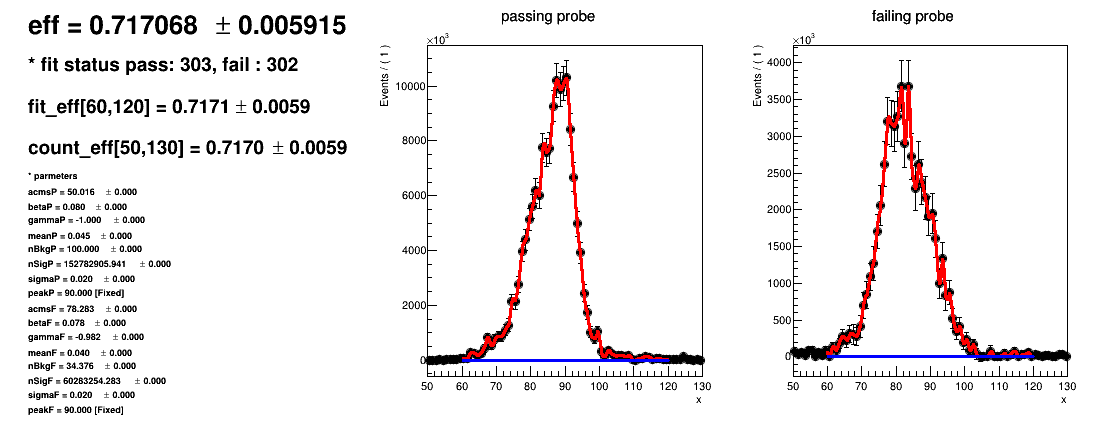 eff = 0.717068 ± 0.005915
* fit status pass: 303, fail : 302
fit_eff[60,120] = 0.7171 ± 0.0059
count_eff[50,130] = 0.7170 ± 0.0059
* parmeters
acmsP = 50.016 ± 0.000
betaP = 0.080 ± 0.000
gammaP = -1.000 ± 0.000
meanP = 0.045 ± 0.000
nBkgP = 100.000 ± 0.000
nSigP = 152782905.941 ± 0.000
sigmaP = 0.020 ± 0.000
peakP = 90.000 [Fixed]
acmsF = 78.283 ± 0.000
betaF = 0.078 ± 0.000
gammaF = -0.982 ± 0.000
meanF = 0.040 ± 0.000
nBkgF = 34.376 ± 0.000
nSigF = 60283254.283 ± 0.000
sigmaF = 0.020 ± 0.000
peakF = 90.000 [Fixed]
passing probe
×10³
Events / ( 1 )
10000
8000
6000
4000
2000
0
50 60 70 80 90 100 110 120 130
x
failing probe
×10³
Events / ( 1 )
4000
3500
3000
2500
2000
1500
1000
500
0
50 60 70 80 90 100 110 120 130
x